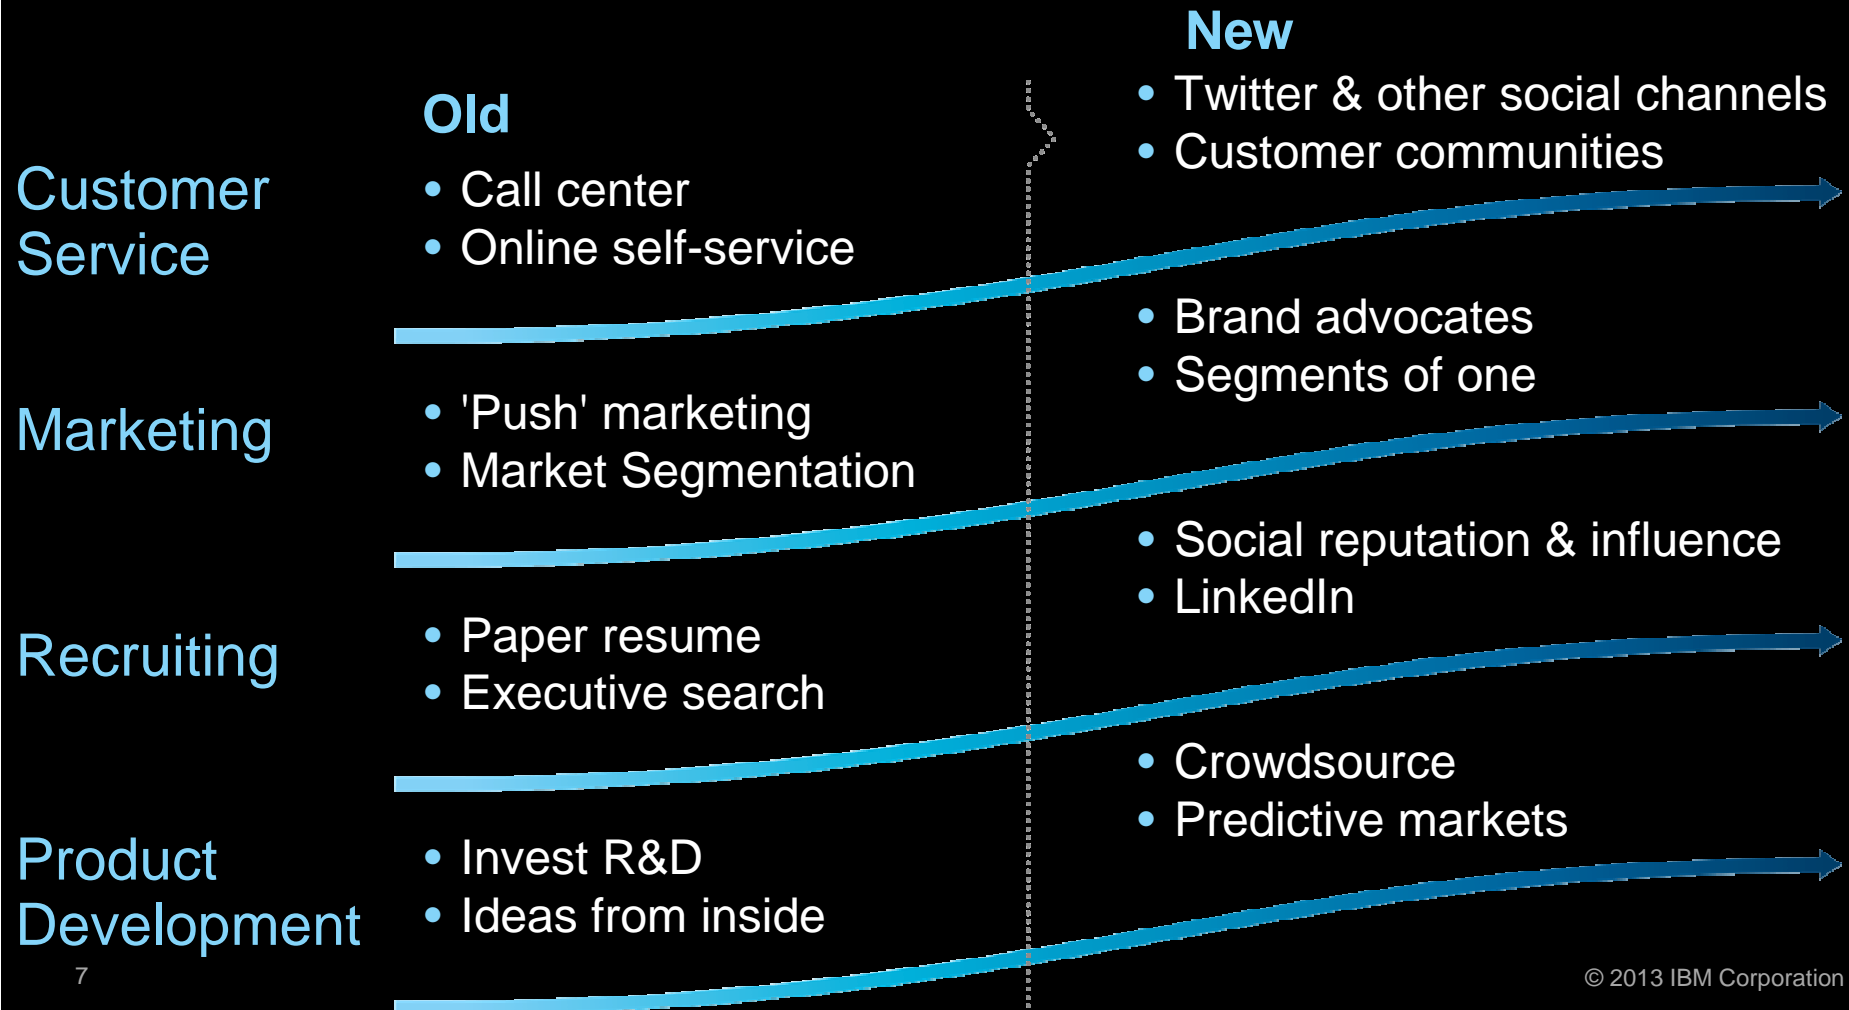 New
Old
Customer
Service
• Call center
• Online self-service
• Twitter & other social channels
• Customer communities
Marketing
• 'Push' marketing
• Market Segmentation
• Brand advocates
• Segments of one
Recruiting
• Paper resume
• Executive search
• Social reputation & influence
• LinkedIn
Product
Development
• Invest R&D
• Ideas from inside
• Crowdsource
• Predictive markets
7
© 2013 IBM Corporation